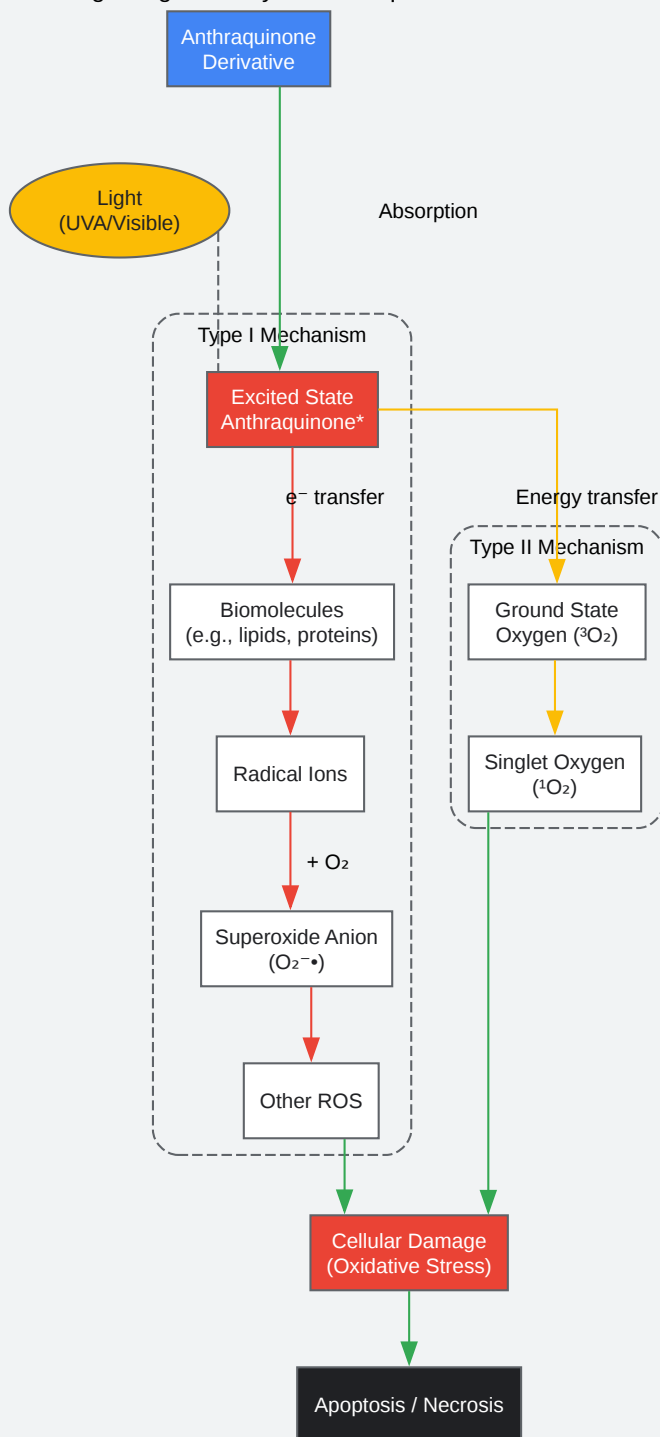 Anthraquinone
Derivative
Light
(UVA/Visible)
Absorption
Type I Mechanism
Excited State
Anthraquinone*
e⁻ transfer
Energy transfer
Type II Mechanism
Biomolecules
(e.g., lipids, proteins)
Ground State
Oxygen (³O₂)
Radical Ions
Singlet Oxygen
(¹O₂)
+ O₂
Superoxide Anion
(O₂⁻•)
Other ROS
Cellular Damage
(Oxidative Stress)
Apoptosis / Necrosis